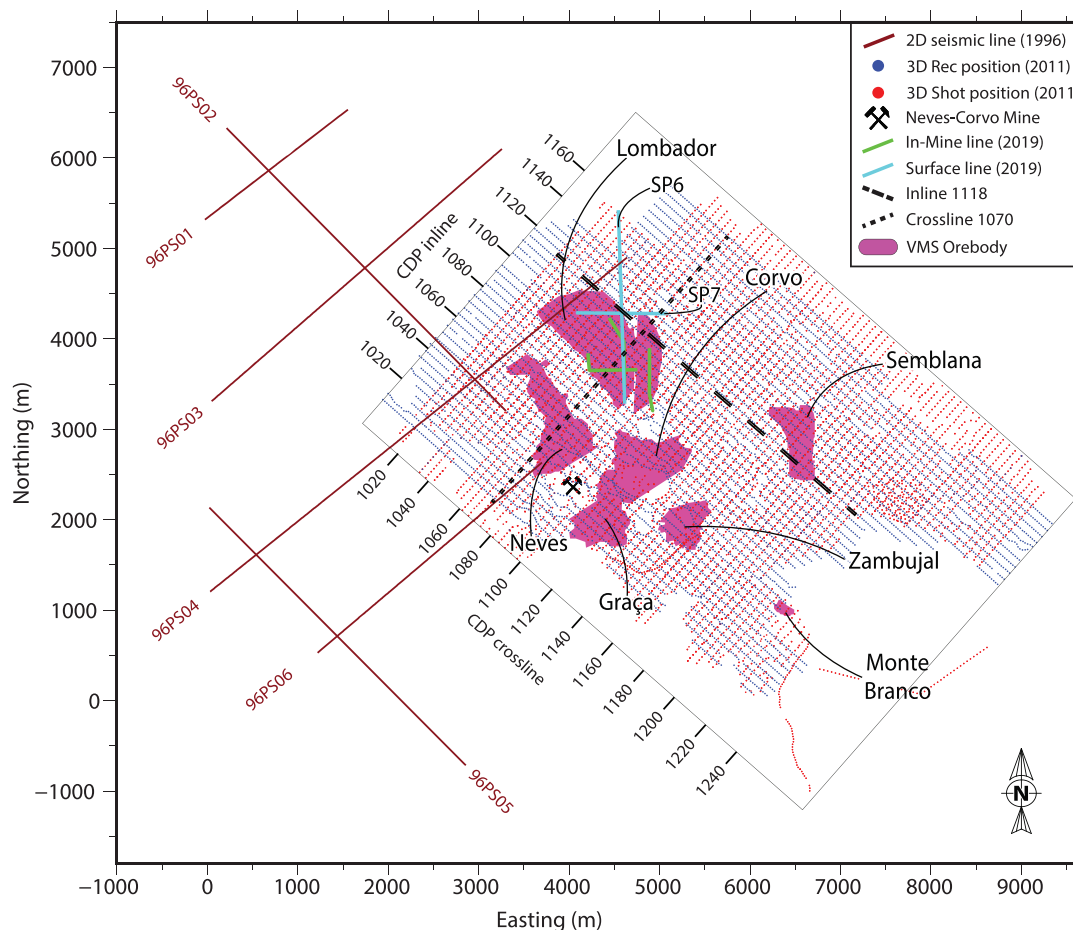 2D seismic line (1996)
3D Rec position (2011)
3D Shot position (2011
Neves-Corvo Mine
In-Mine line (2019)
Surface line (2019)
Inline 1118
Crossline 1070
VMS Orebody
7000
6000
5000
4000
3000
2000
1000
0
−1000
Northing (m)
96PS02
96PS01
96PS03
96PS04
96PS06
96PS05
CDP inline
1160
1140
1120
1100
1080
1060
1040
1020
Lombador
SP6
SP7
Corvo
Semblana
Neves
Graça
Zambujal
Monte
Branco
1020
1040
1060
1080
1100
1120
1140
1160
1180
1200
1220
1240
CDP crossline
N
−1000
0
1000
2000
3000
4000
5000
6000
7000
8000
9000
Easting (m)